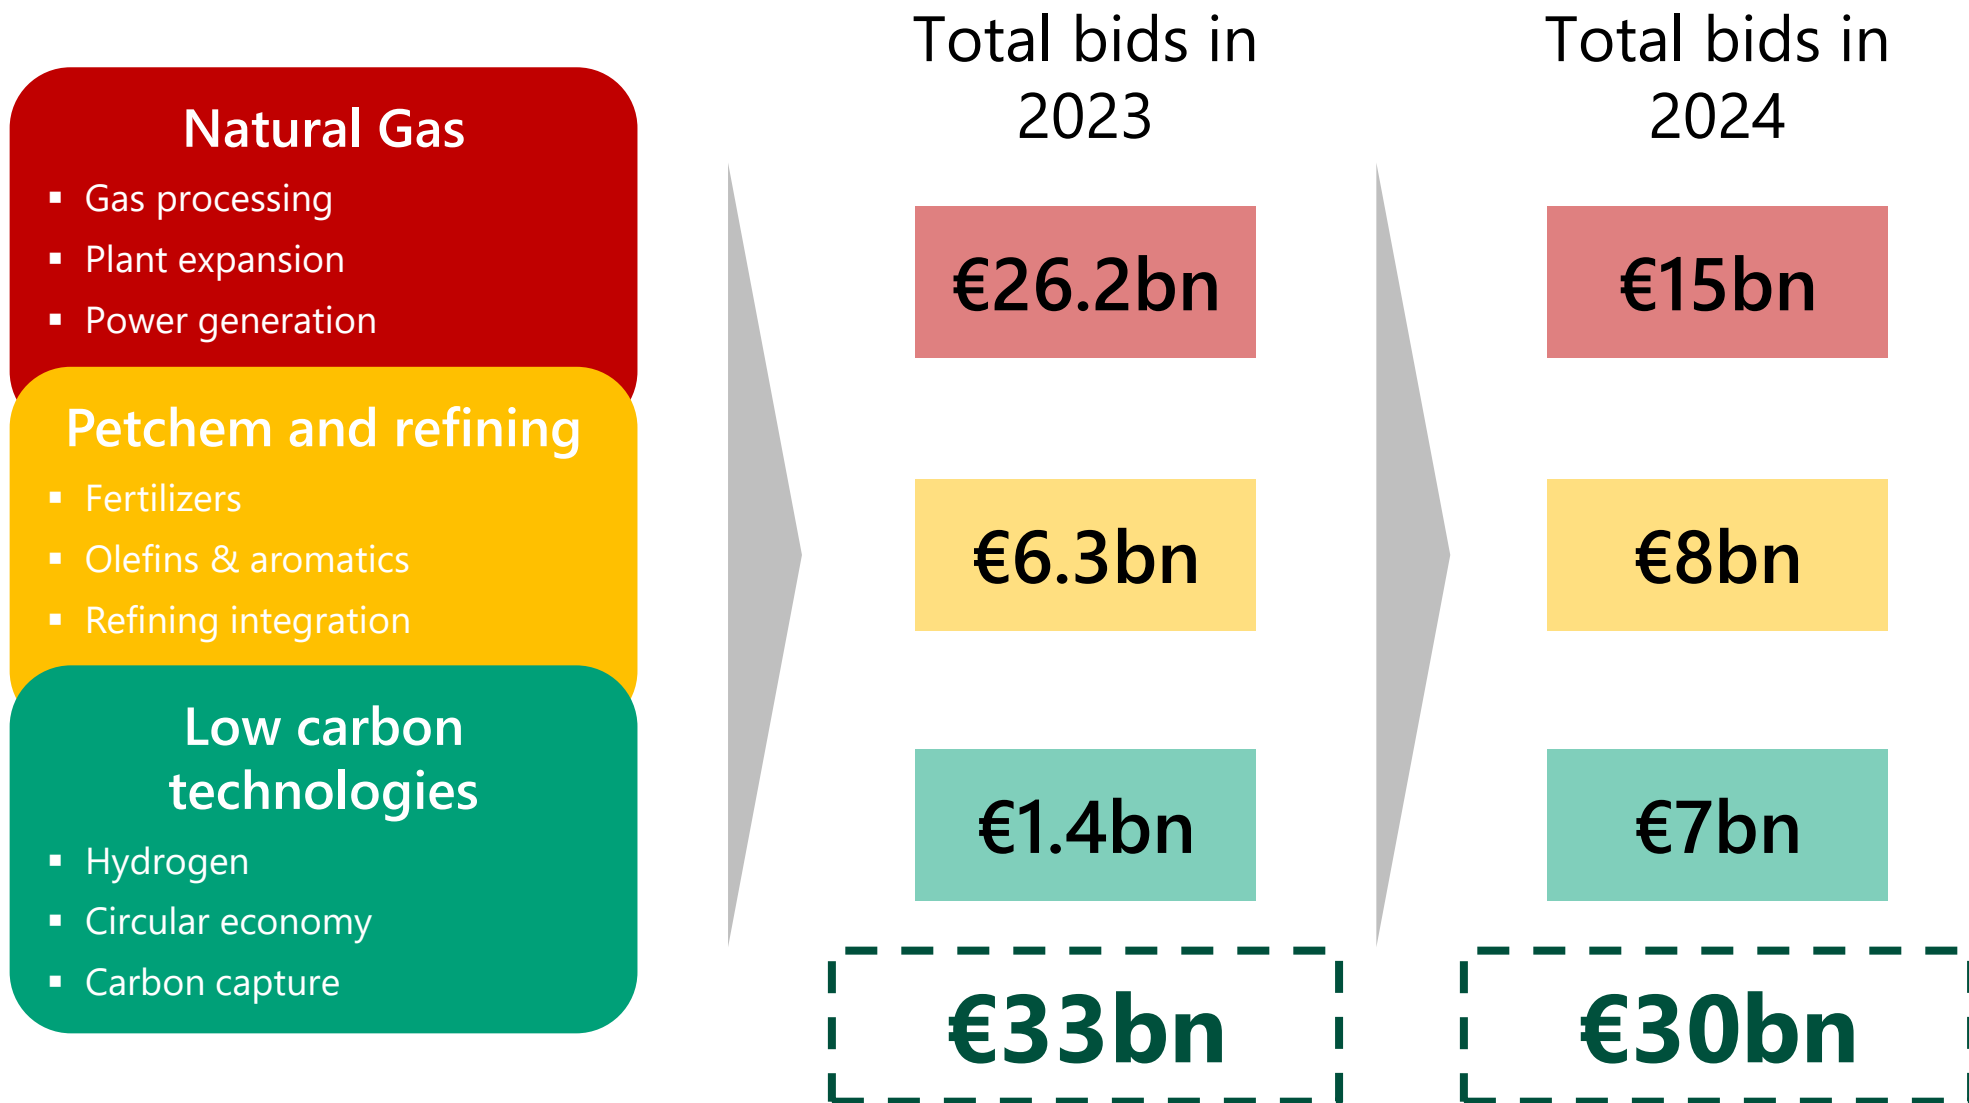 Natural Gas
▪ Gas processing
▪ Plant expansion
▪ Power generation
Petchem and refining
▪ Fertilizers
▪ Olefins & aromatics
▪ Refining integration
Low carbon
technologies
▪ Hydrogen
▪ Circular economy
▪ Carbon capture
Total bids in
2023
€26.2bn
€6.3bn
€1.4bn
€33bn
Total bids in
2024
€15bn
€8bn
€7bn
€30bn